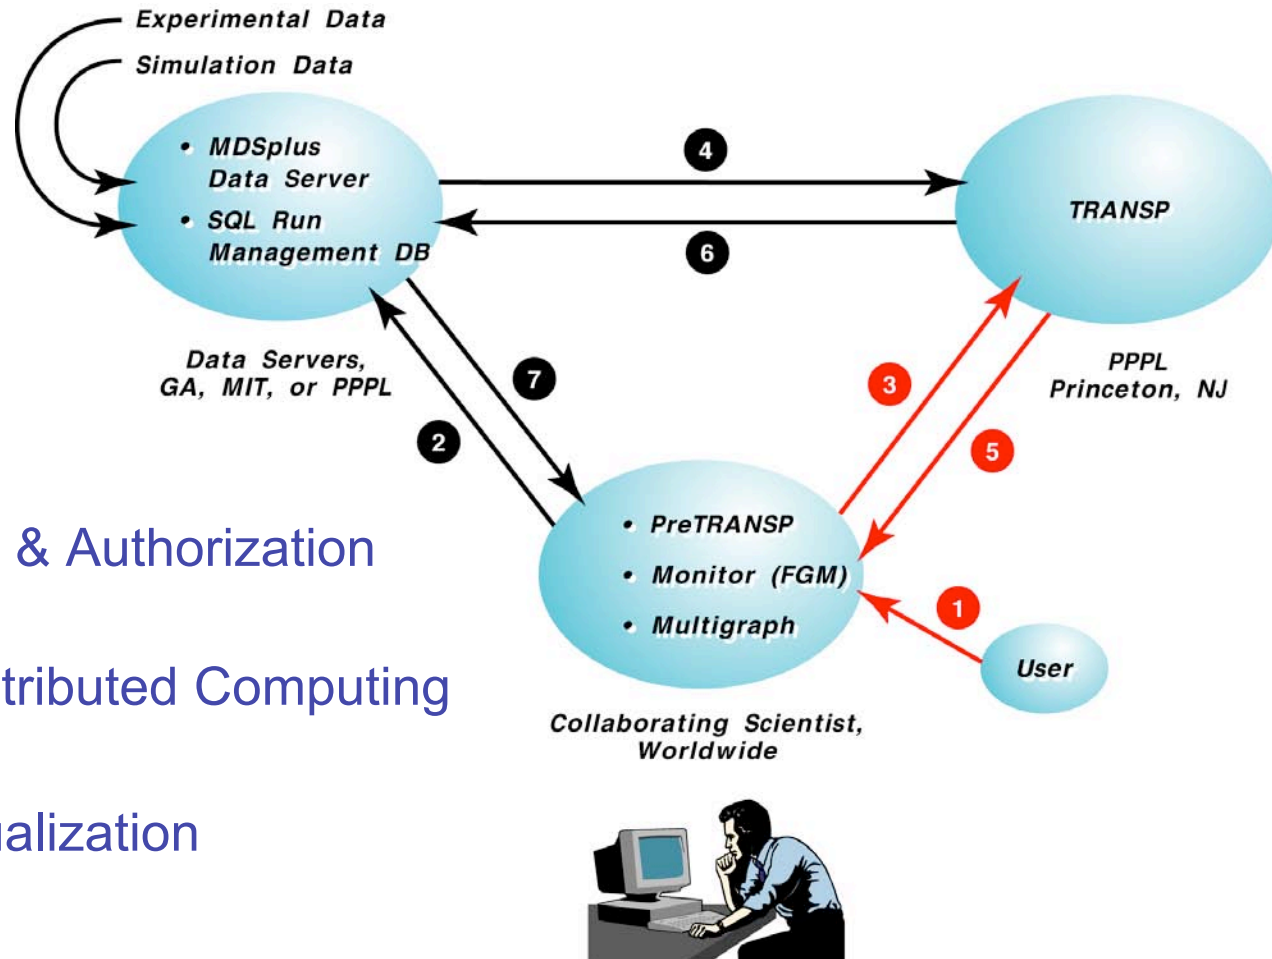 Experimental Data
Simulation Data
• MDSplus
Data Server
• SQL Run
Management DB
4
6
TRANSP
Data Servers,
GA, MIT, or PPPL
7
2
3
5
PPPL
Princeton, NJ
• PreTRANSP
• Monitor (FGM)
• Multigraph
1
User
Collaborating Scientist,
Worldwide
& Authorization
Computing